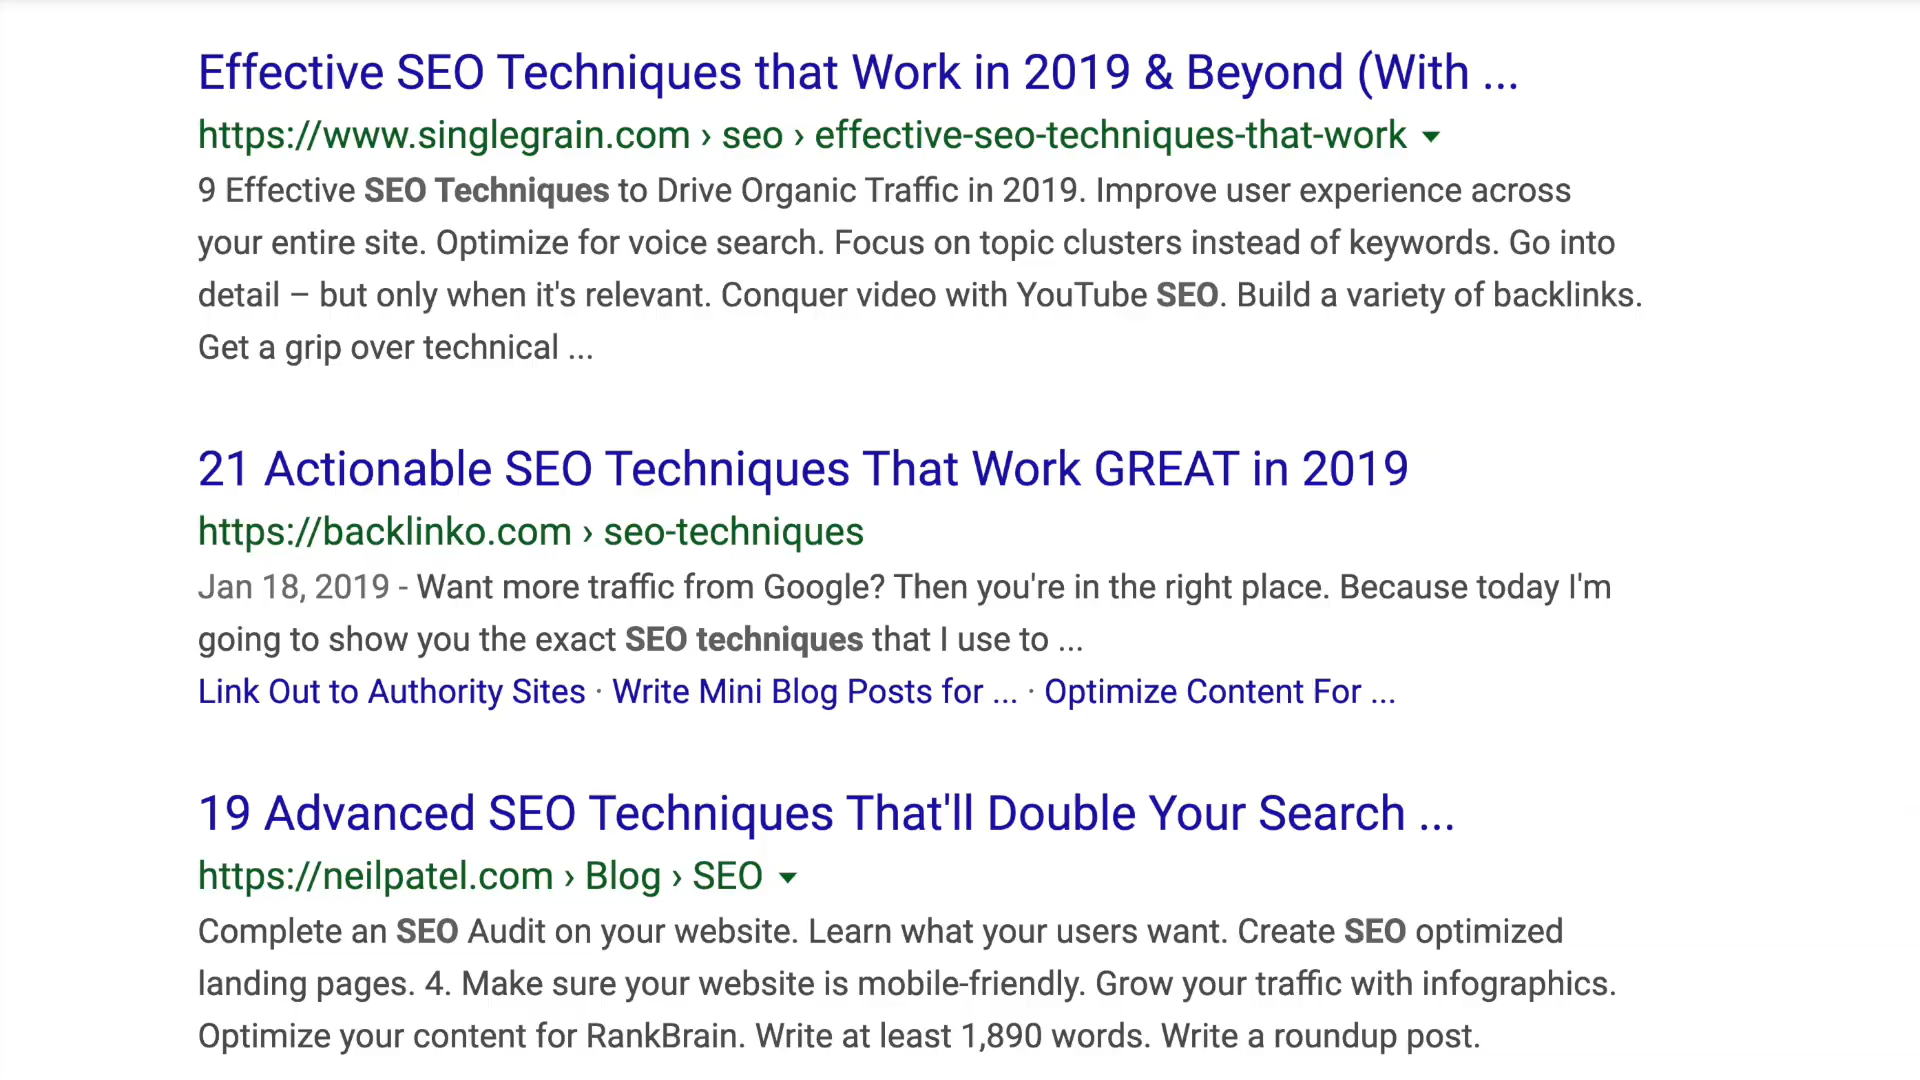 Effective SEO Techniques that Work in 2019 & Beyond (With ...
https://www.singlegrain.com › seo › effective-seo-techniques-that-work
9 Effective SEO Techniques to Drive Organic Traffic in 2019. Improve user experience across
your entire site. Optimize for voice search. Focus on topic clusters instead of keywords. Go into
detail – but only when it's relevant. Conquer video with YouTube SEO. Build a variety of backlinks.
Get a grip over technical ...
21 Actionable SEO Techniques That Work GREAT in 2019
https://backlinko.com › seo-techniques
Jan 18, 2019 - Want more traffic from Google? Then you're in the right place. Because today I'm
going to show you the exact SEO techniques that I use to ...
Link Out to Authority Sites · Write Mini Blog Posts for ... · Optimize Content For ...
19 Advanced SEO Techniques That'll Double Your Search ...
https://neilpatel.com › Blog › SEO
Complete an SEO Audit on your website. Learn what your users want. Create SEO optimized
landing pages. 4. Make sure your website is mobile-friendly. Grow your traffic with infographics.
Optimize your content for RankBrain. Write at least 1,890 words. Write a roundup post.